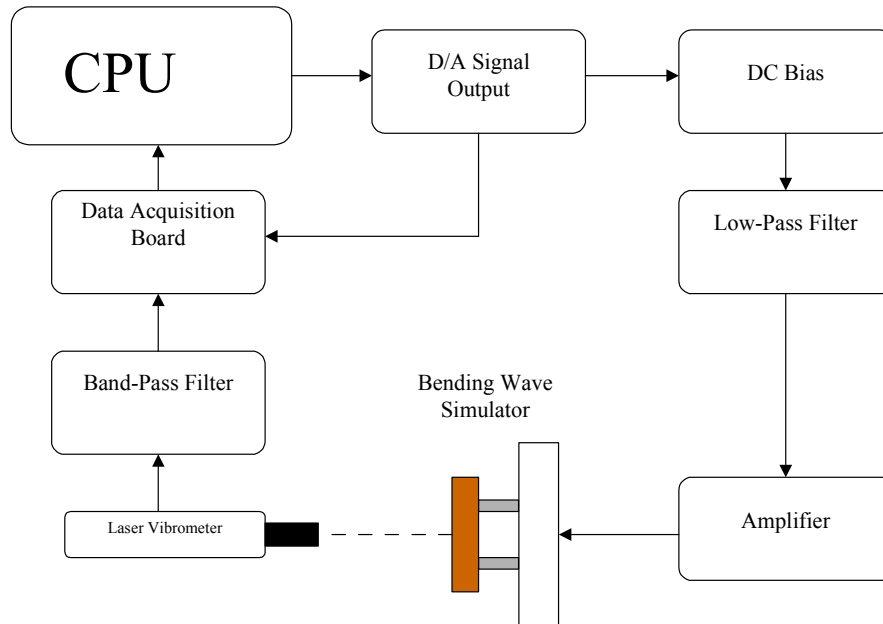 CPU
D/A Signal
Output
DC Bias
Data Acquisition
Board
Low-Pass Filter
Band-Pass Filter
Bending Wave
Simulator
Laser Vibrometer
Amplifier